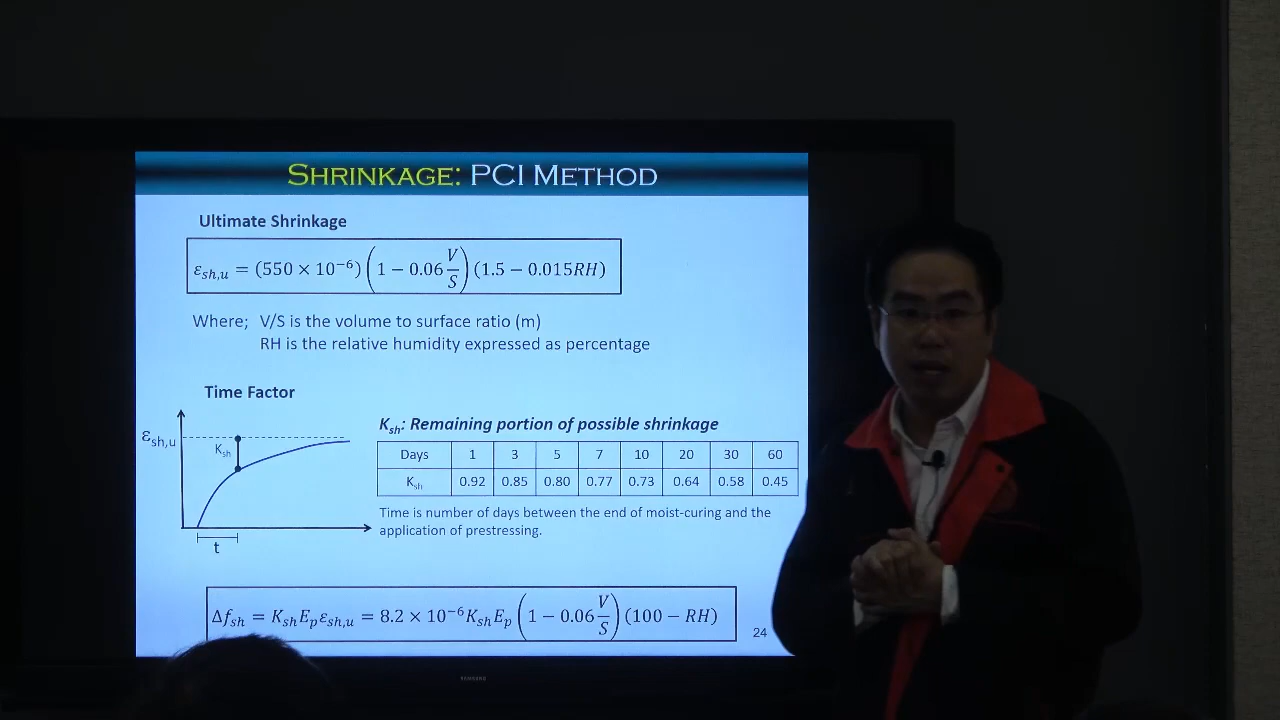 SHRINKAGE: PCI METHOD
Ultimate Shrinkage
ε_sh,u = (550 × 10⁻⁶) (1 − 0.06 V/S) (1.5 − 0.015RH)
Where; V/S is the volume to surface ratio (m)
RH is the relative humidity expressed as percentage
Time Factor
K_sh: Remaining portion of possible shrinkage
ε_sh,u
K_sh
t
Days 1 3 5 7 10 20 30 60
K_sh 0.92 0.85 0.80 0.77 0.73 0.64 0.58 0.45
Time is number of days between the end of moist-curing and the
application of prestressing.
Δf_sh = K_sh E_p ε_sh,u = 8.2 × 10⁻⁶ K_sh E_p (1 − 0.06 V/S) (100 − RH)
24
SAMSUNG